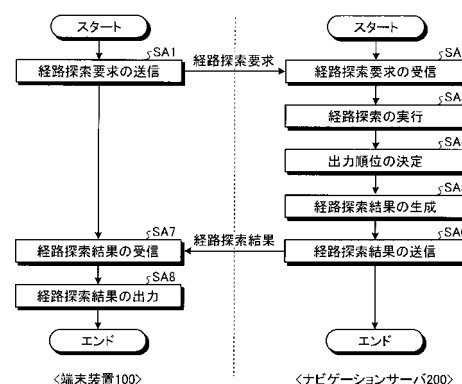 スタート
スタート
SA1
経路探索要求の送信
経路探索要求
SA
経路探索要求の受信
SA
経路探索の実行
出力順位の決定
SA
経路探索結果の生成
SA7
経路探索結果の受信
経路探索結果
経路探索結果の送信
SA8
経路探索結果の出力
エンド
エンド
<端末装置100>
<ナビゲーションサーバ200>